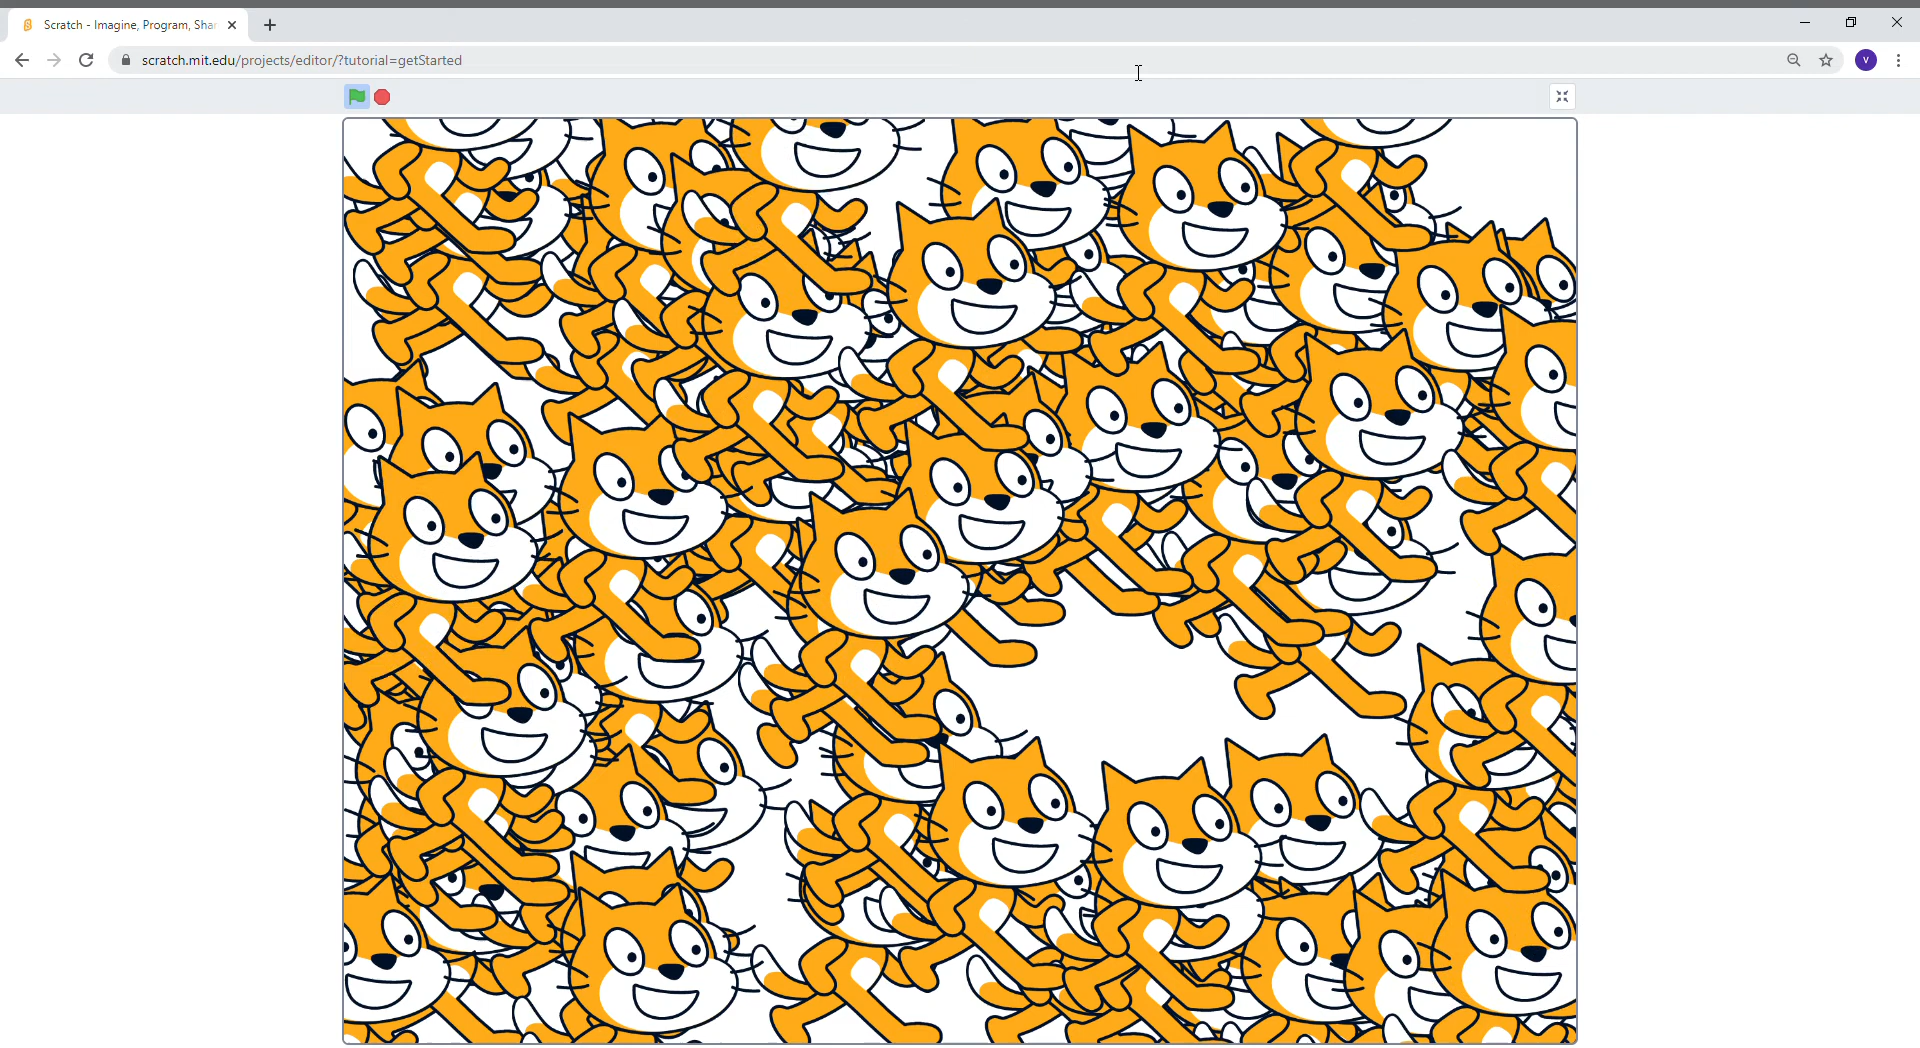 Scratch - Imagine, Program, Shar
scratch.mit.edu/projects/editor/?tutorial=getStarted
V